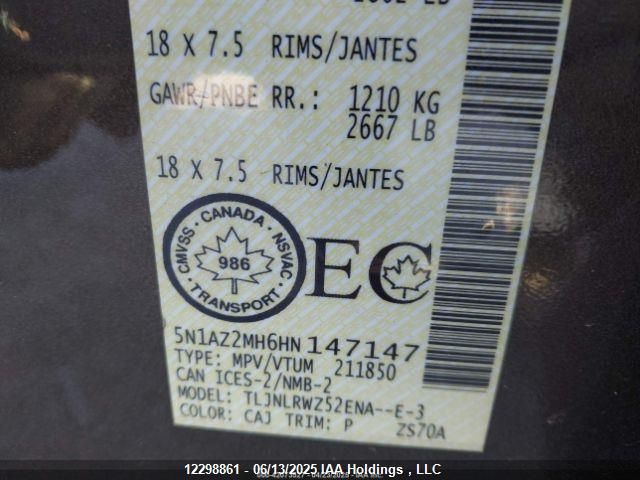 18 X 7.5 RIMS/JANTES
GAWR/PNBE RR.: 1210 KG
2667 LB
18 X 7.5 RIMS/JANTES
CMVSS · CANADA · NSVAC
986
TRANSPORT
EC
5N1AZ2MH6HN147147
TYPE: MPV/VTUM 211850
CAN ICES-2/NMB-2
MODEL: TLJNLRWZ52ENA--E-3
COLOR: CAJ TRIM: P ZS70A
12298861 - 06/13/2025 IAA Holdings , LLC